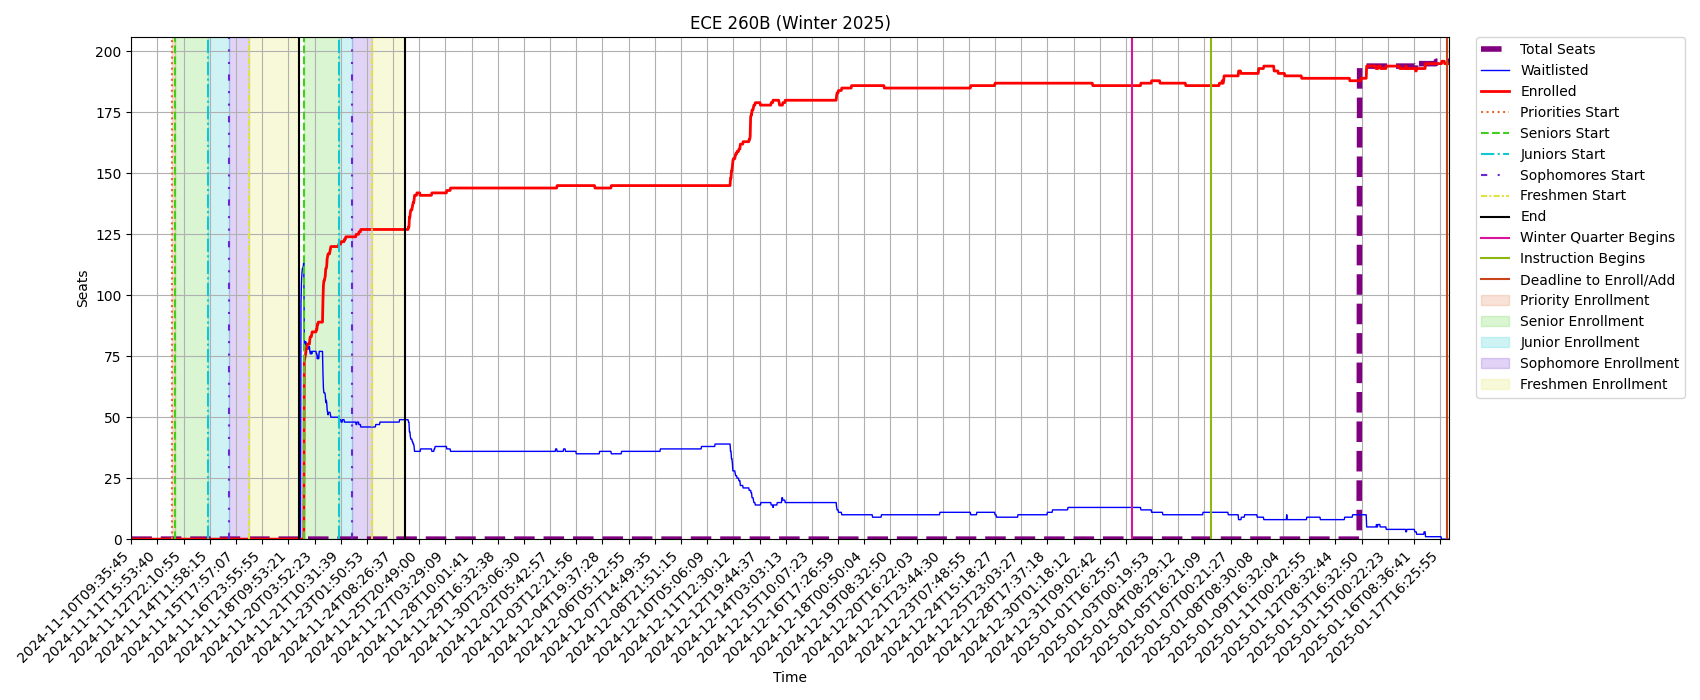 ECE 260B (Winter 2025)
Seats
200
175
150
125
100
75
50
25
0
2024-11-10T09:35:45
2024-11-11T15:53:40
2024-11-12T22:10:55
2024-11-14T11:58:15
2024-11-15T17:57:07
2024-11-16T23:55:55
2024-11-18T09:53:21
2024-11-20T03:52:23
2024-11-21T10:31:39
2024-11-23T01:50:53
2024-11-24T08:26:37
2024-11-25T20:49:00
2024-11-27T03:29:09
2024-11-28T10:01:41
2024-11-29T16:32:38
2024-11-30T23:06:30
2024-12-02T05:42:57
2024-12-03T12:21:56
2024-12-04T19:37:28
2024-12-06T05:12:55
2024-12-07T14:49:35
2024-12-08T21:51:15
2024-12-10T05:06:09
2024-12-11T12:30:12
2024-12-12T19:44:37
2024-12-14T03:03:13
2024-12-15T10:07:23
2024-12-16T17:26:59
2024-12-18T00:50:04
2024-12-19T08:32:50
2024-12-20T16:22:03
2024-12-21T23:44:30
2024-12-23T07:48:55
2024-12-24T15:18:27
2024-12-25T23:03:27
2024-12-28T17:37:18
2024-12-30T01:18:12
2024-12-31T09:02:42
2025-01-01T16:25:57
2025-01-03T00:19:53
2025-01-04T08:29:12
2025-01-05T16:21:09
2025-01-07T00:21:27
2025-01-08T08:30:09
2025-01-09T16:32:04
2025-01-11T00:22:55
2025-01-12T08:32:44
2025-01-13T16:32:50
2025-01-15T00:22:23
2025-01-16T08:36:41
2025-01-17T16:25:55
Time
Total Seats
Waitlisted
Enrolled
Priorities Start
Seniors Start
Juniors Start
Sophomores Start
Freshmen Start
End
Winter Quarter Begins
Instruction Begins
Deadline to Enroll/Add
Priority Enrollment
Senior Enrollment
Junior Enrollment
Sophomore Enrollment
Freshmen Enrollment